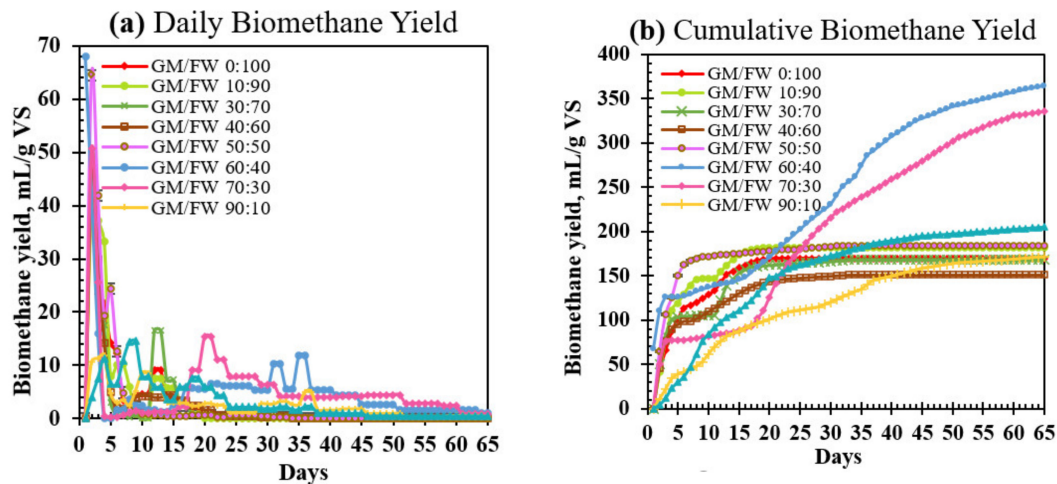 (a) Daily Biomethane Yield
Biomethane yield, mL/g VS
70
60
50
40
30
20
10
0
GM/FW 0:100
GM/FW 10:90
GM/FW 30:70
GM/FW 40:60
GM/FW 50:50
GM/FW 60:40
GM/FW 70:30
GM/FW 90:10
0 5 10 15 20 25 30 35 40 45 50 55 60 65
Days
(b) Cumulative Biomethane Yield
Biomethane yield, mL/g VS
400
350
300
250
200
150
100
50
0
GM/FW 0:100
GM/FW 10:90
GM/FW 30:70
GM/FW 40:60
GM/FW 50:50
GM/FW 60:40
GM/FW 70:30
GM/FW 90:10
0 5 10 15 20 25 30 35 40 45 50 55 60 65
Days